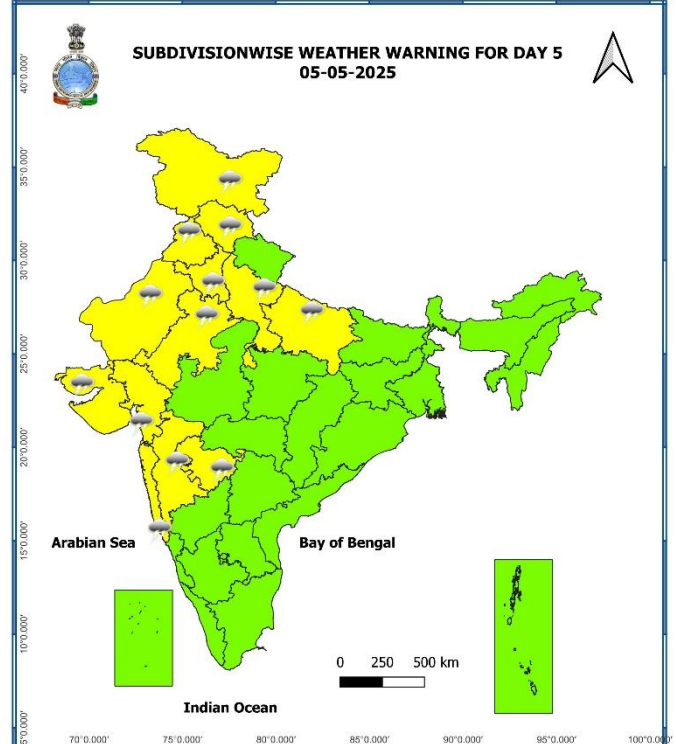 SUBDIVISIONWISE WEATHER WARNING FOR DAY 5
05-05-2025
40°0.000'
35°0.000'
30°0.000'
25°0.000'
20°0.000'
15°0.000'
10°0.000'
5°0.000'
Arabian Sea
Bay of Bengal
0 250 500 km
Indian Ocean
70°0.000' 75°0.000' 80°0.000' 85°0.000' 90°0.000' 95°0.000' 100°0.000'